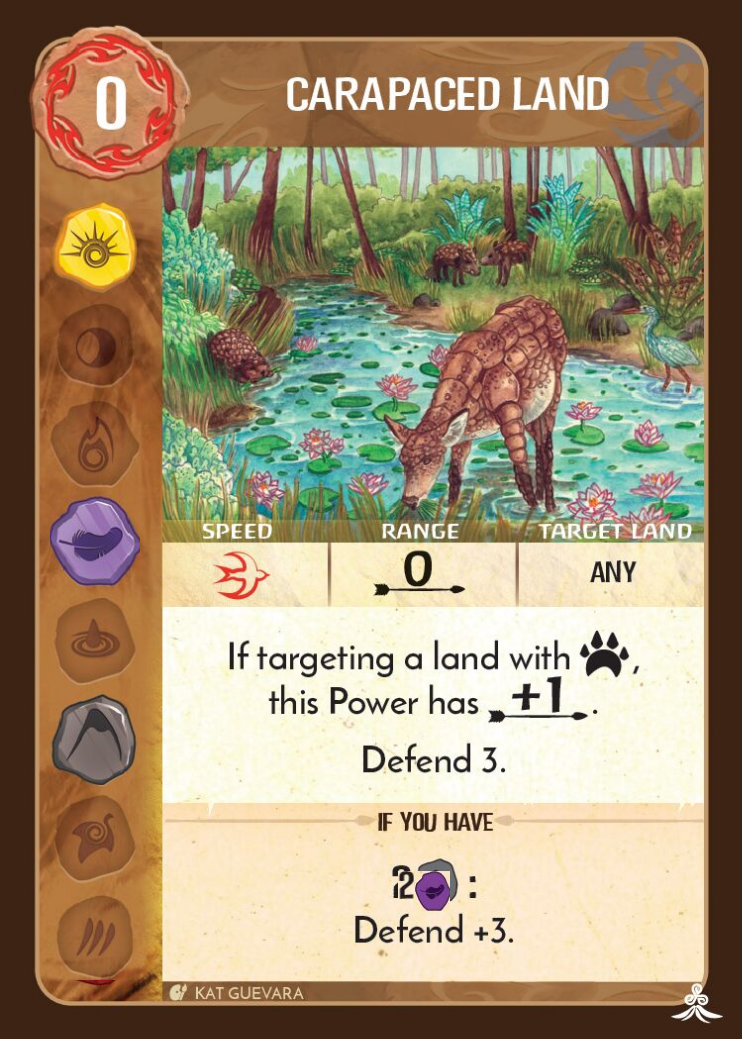 0
CARAPACED LAND
SPEED RANGE TARGET LAND
0 ANY
If targeting a land with ,
this Power has +1 .
Defend 3.
IF YOU HAVE
2 :
Defend +3.
KAT GUEVARA